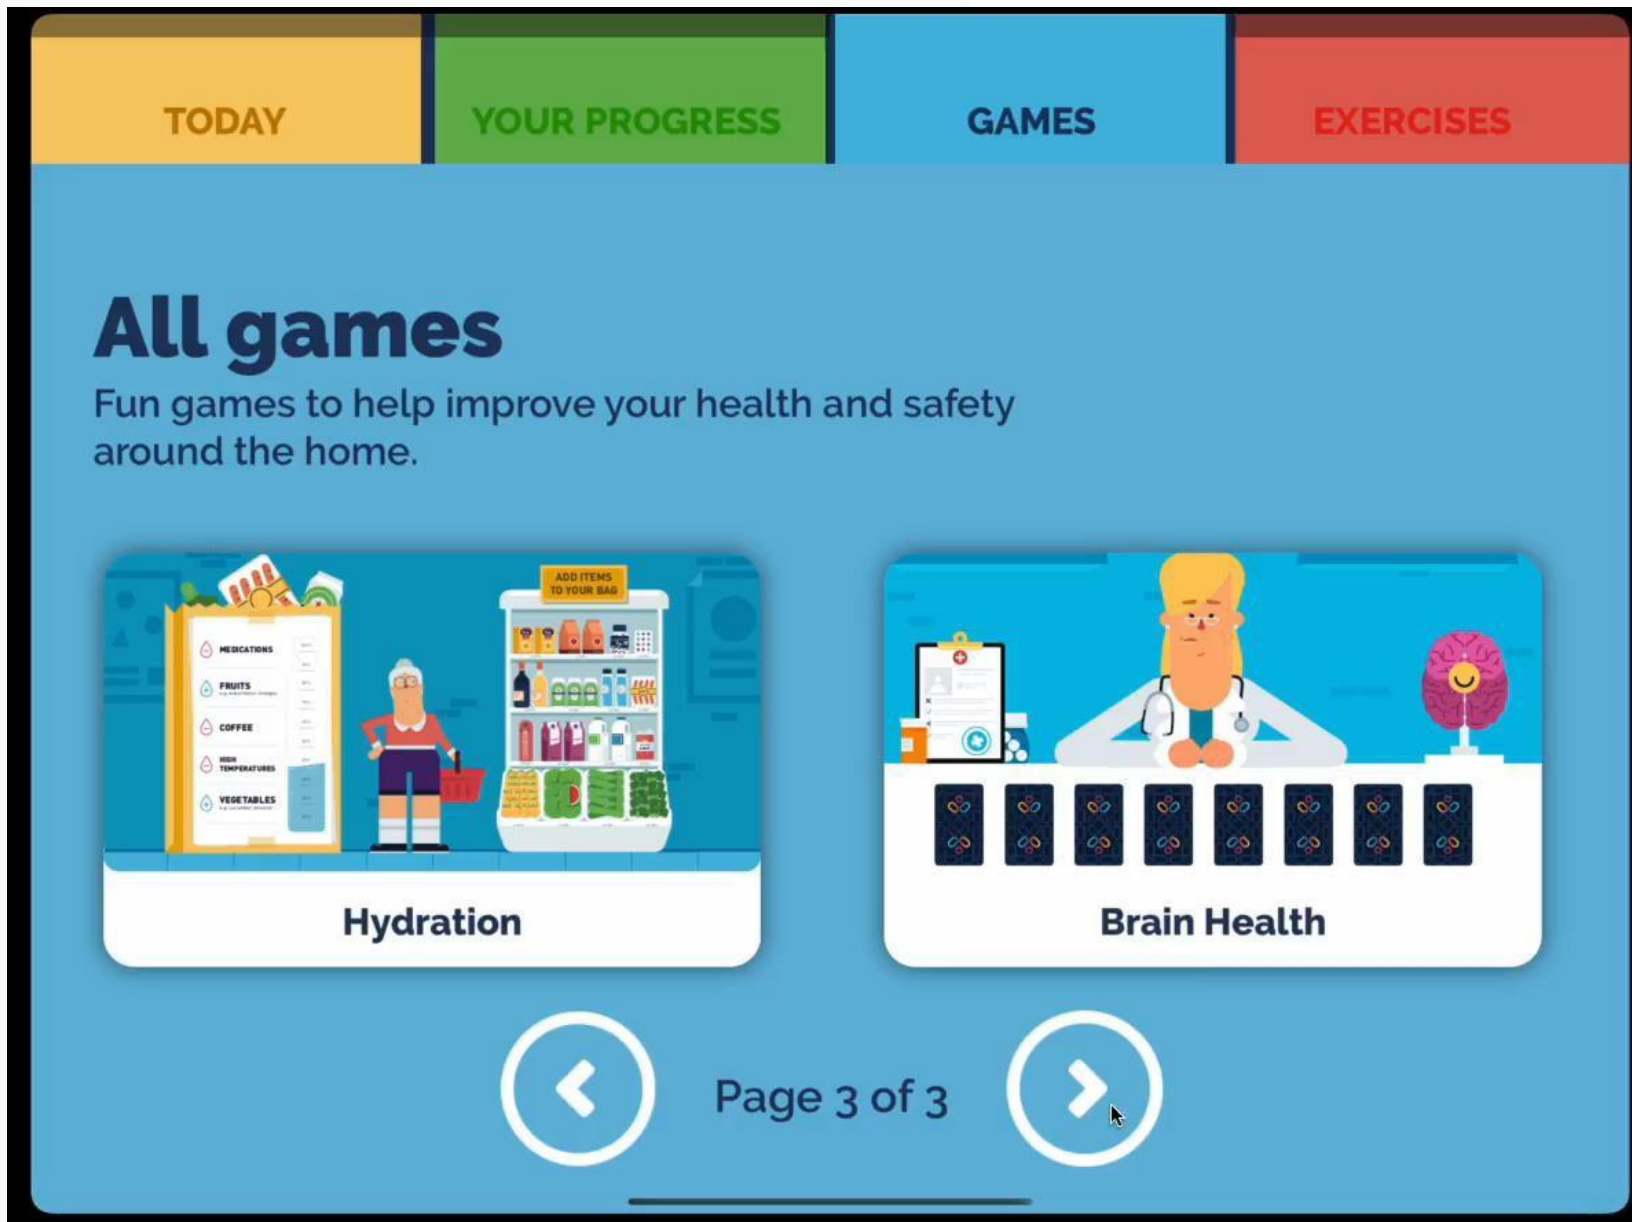 TODAY
YOUR PROGRESS
GAMES
EXERCISES
All games
Fun games to help improve your health and safety
around the home.
ADD ITEMS
TO YOUR BAG
MEDICATIONS
FRUITS
COFFEE
HIGH
TEMPERATURES
VEGETABLES
Hydration
Brain Health
Page 3 of 3